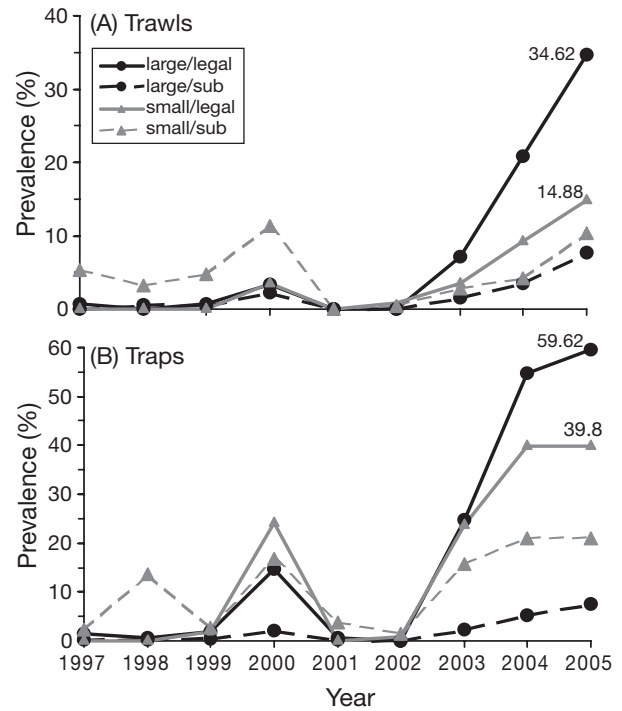 (A) Trawls
large/legal
large/sub
small/legal
small/sub
Prevalence (%)
40
30
20
10
0
34.62
14.88
(B) Traps
Prevalence (%)
60
50
40
30
20
10
0
59.62
39.8
1997 1998 1999 2000 2001 2002 2003 2004 2005
Year